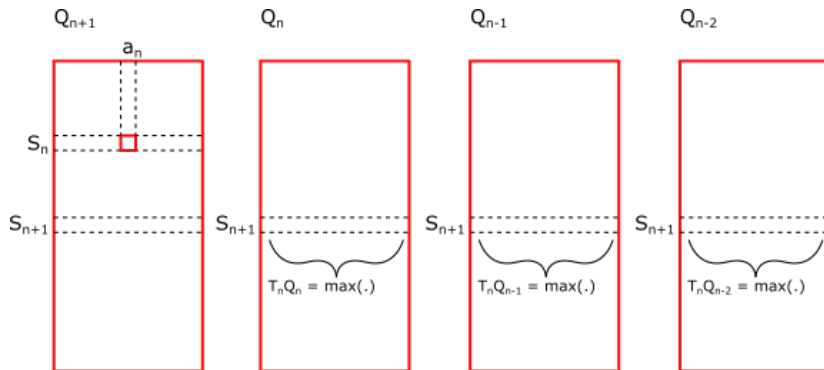 Qn+1 Qn Qn-1 Qn-2
an
Sn
Sn+1 Sn+1 Sn+1 Sn+1
TnQn = max(.) TnQn-1 = max(.) TnQn-2 = max(.)